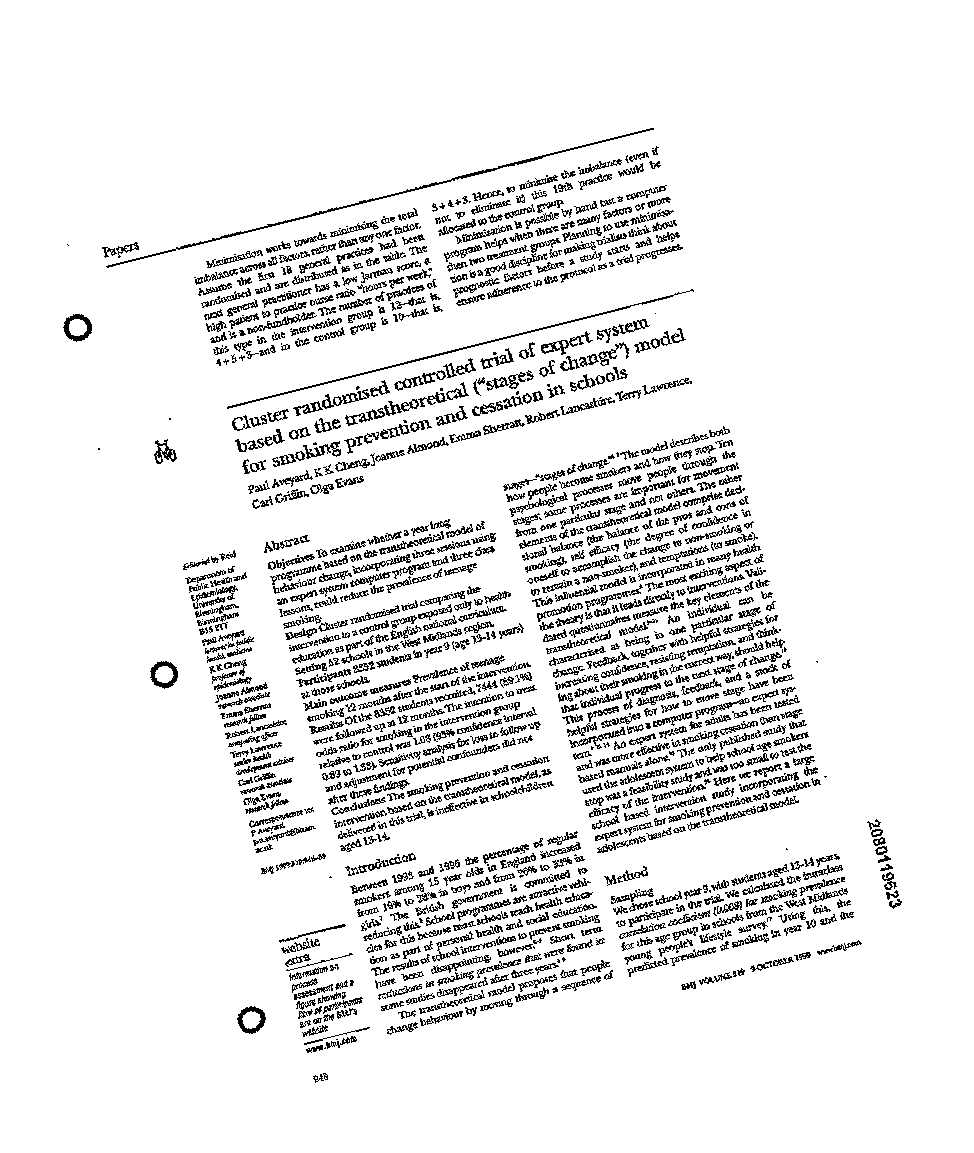 Papers
Minimisation works towards minimising the total
imbalance across all factors, rather than any one factor.
Assume the first 18 general practices had been
randomised and are distributed as in the table. The
next general practitioner has a low Jarman score, a
high patient to practice nurse ratio "hours per week,"
and is a non-fundholder. The number of practices of
this type in the intervention group is 12—that is,
4 + 5 + 3—and in the control group is 10—that is,
3 + 4 + 3. Hence, to minimise the imbalance (even if
not to eliminate it) this 19th practice would be
allocated to the control group.
Minimisation is possible by hand but a computer
program helps when there are many factors or more
then two treatment groups. Planning to use minimisa-
tion is a good discipline for making trialists think about
prognostic factors before a study starts and helps
ensure adherence to the protocol as a trial progresses.
Cluster randomised controlled trial of expert system
based on the transtheoretical ("stages of change") model
for smoking prevention and cessation in schools
Paul Aveyard, K K Cheng, Joanne Almond, Emma Sherratt, Robert Lancashire, Terry Lawrence,
Carl Griffin, Olga Evans
Department of
Public Health and
Epidemiology,
University of
Birmingham,
Birmingham
B15 2TT
Paul Aveyard
lecturer in public
health medicine
K K Cheng
professor of
epidemiology
Joanne Almond
research associate
Emma Sherratt
research fellow
Robert Lancashire
computing officer
Terry Lawrence
senior health
development adviser
Carl Griffin
research associate
Olga Evans
research fellow
Correspondence to:
P Aveyard
website
extra
Information on
process
assessment and a
figure showing
flow of participants
are on the BMJ's
website
www.bmj.com
Abstract
Objectives To examine whether a year long
programme based on the transtheoretical model of
behaviour change, incorporating three sessions using
an expert system computer program and three class
lessons, could reduce the prevalence of teenage
smoking.
Design Cluster randomised trial comparing the
intervention to a control group exposed only to health
education as part of the English national curriculum.
Setting 52 schools in the West Midlands region.
Participants 8352 students in year 9 (age 13-14 years)
at those schools.
Main outcome measures Prevalence of teenage
smoking 12 months after the start of the intervention.
Results Of the 8352 students recruited, 7444 (89.1%)
were followed up at 12 months. The intention to treat
odds ratio for smoking in the intervention group
relative to control was 1.08 (95% confidence interval
0.89 to 1.33). Sensitivity analysis for loss to follow up
and adjustment for potential confounders did not
alter these findings.
Conclusions The smoking prevention and cessation
intervention based on the transtheoretical model, as
delivered in this trial, is ineffective in schoolchildren
aged 13-14.
Introduction
Between 1988 and 1996 the percentage of regular
smokers among 15 year olds in England increased
from to 28% in boys and from to 33% in
girls. The British government is committed to
reducing this. School programmes are attractive vehi-
cles for this because most schools teach health educa-
tion as part of personal health and social education.
The results of school interventions to prevent smoking
have been disappointing, however. Short term
reductions in smoking prevalence that were found in
some studies disappeared after three years.
The transtheoretical model proposes that people
change behaviour by moving through a sequence of
stages—"stages of change." The model describes both
how people become smokers and how they stop. Ten
psychological processes move people through the
stages; some processes are important for movement
from one particular stage and not others. The other
elements of the transtheoretical model comprise deci-
sional balance (the balance of the pros and cons of
smoking), self efficacy (the degree of confidence in
oneself to accomplish the change to non-smoking or
to remain a non-smoker), and temptations (to smoke).
This influential model is incorporated in many health
promotion programmes. The most exciting aspect of
the theory is that it leads directly to interventions. Vali-
dated questionnaires measure the key elements of the
transtheoretical model. An individual can be
characterised as being in one particular stage of
change. Feedback, together with helpful strategies for
increasing confidence, resisting temptation, and think-
ing about their smoking in the correct way, should help
that individual progress to the next stage of change.
This process of diagnosis, feedback, and a stock of
helpful strategies for how to move stage have been
incorporated into a computer program—an expert sys-
tem. An expert system for adults has been tested
and was more effective in smoking cessation than stage
based manuals alone. The only published study that
used the adolescent system to help school age smokers
stop was a feasibility study and was too small to test the
efficacy of the intervention. Here we report a large
school based intervention study incorporating the
expert system for smoking prevention and cessation in
adolescents based on the transtheoretical model.
Method
Sampling
We chose school year 9, with students aged 13-14 years,
to participate in the trial. We calculated the intraclass
correlation coefficient (0.008) for smoking prevalence
for this age group in schools from the West Midlands
young people's lifestyle survey. Using this, the
predicted prevalence of smoking in year 10 and the
948
BMJ VOLUME 319 9 OCTOBER 1999 www.bmj.com
2080119623